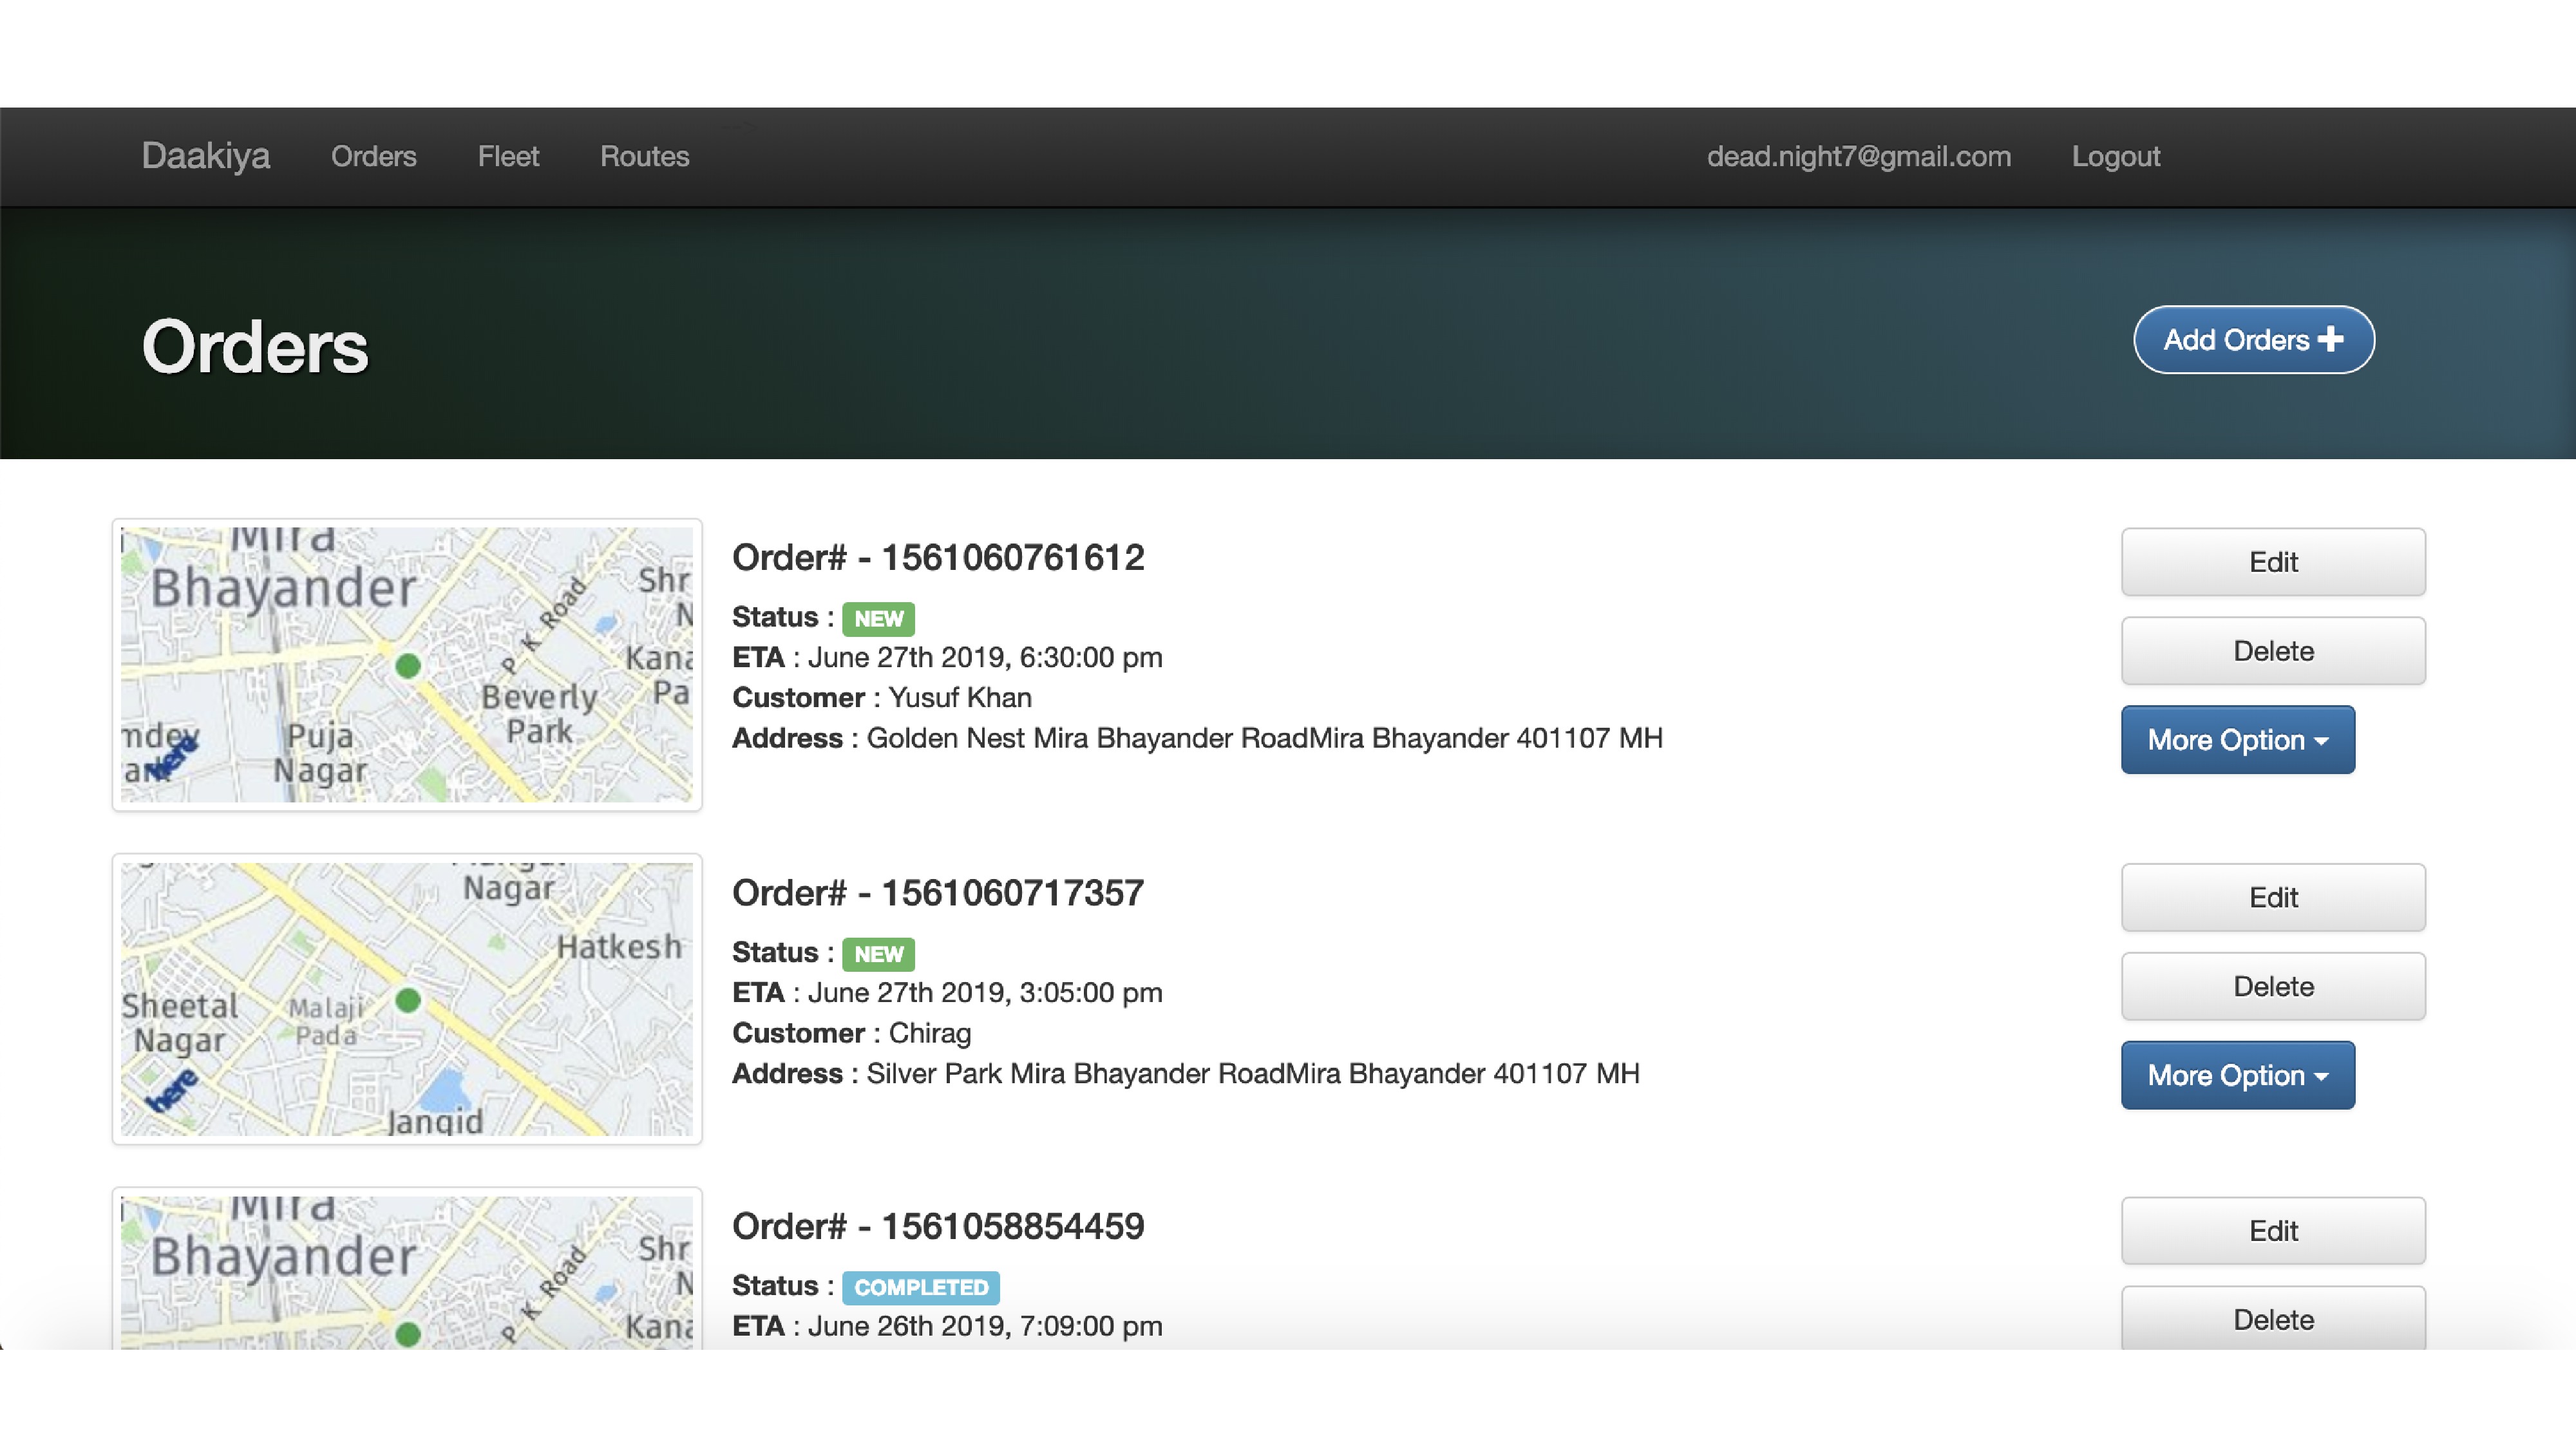 Daakiya Orders Fleet Routes dead.night7@gmail.com Logout
Orders
Add Orders
Mira
Bhayander
P K Road
Shr
N
Kana
Pa
Beverly
Park
Puja
Nagar
mdev
ark
here
Order# - 1561060761612
Status : NEW
ETA : June 27th 2019, 6:30:00 pm
Customer : Yusuf Khan
Address : Golden Nest Mira Bhayander RoadMira Bhayander 401107 MH
Edit
Delete
More Option
Nagar
Hatkesh
Sheetal
Nagar
Malaji
Pada
Jangid
here
Order# - 1561060717357
Status : NEW
ETA : June 27th 2019, 3:05:00 pm
Customer : Chirag
Address : Silver Park Mira Bhayander RoadMira Bhayander 401107 MH
Edit
Delete
More Option
Mira
Bhayander
P K Road
Shr
N
Kana
Order# - 1561058854459
Status : COMPLETED
ETA : June 26th 2019, 7:09:00 pm
Edit
Delete